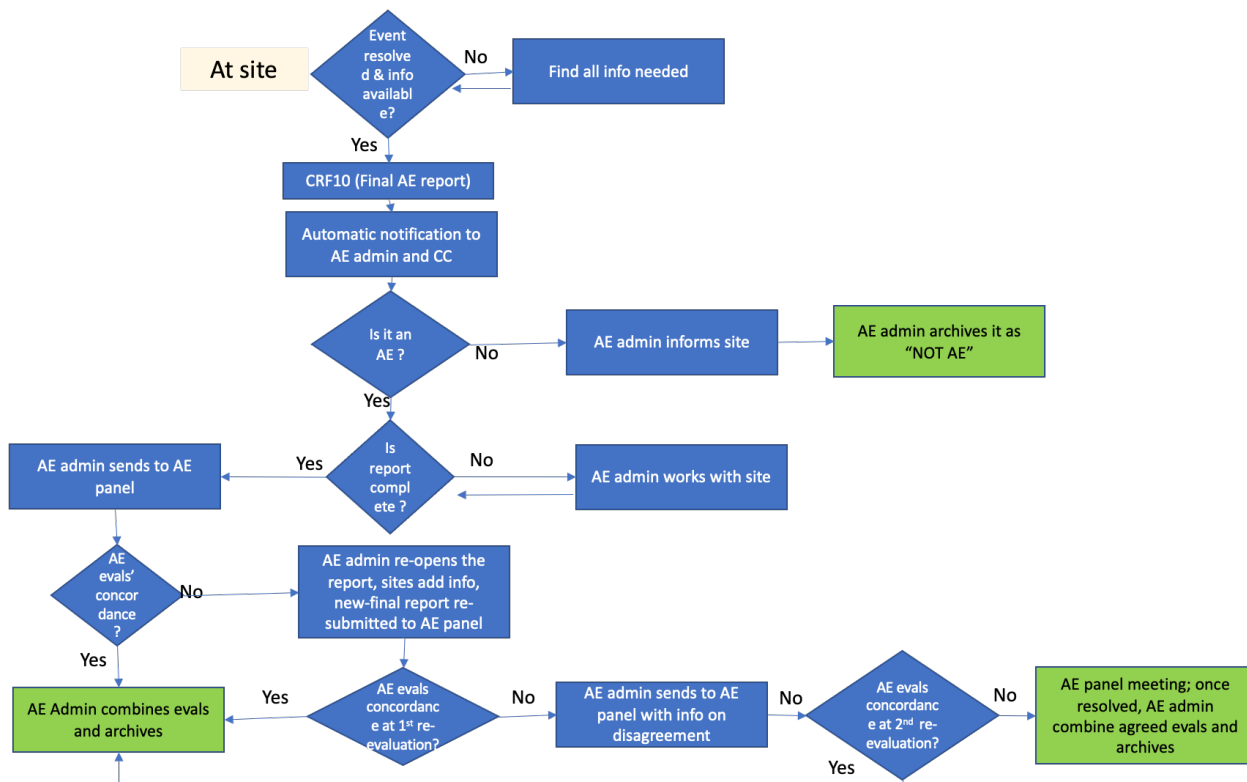 At site
Event
resolve
d & info
availabl
e?
No
Find all info needed
Yes
CRF10 (Final AE report)
Automatic notification to
AE admin and CC
Is it an
AE ?
No
AE admin informs site
AE admin archives it as
“NOT AE”
Yes
Is
report
compl
ete ?
Yes
No
AE admin works with site
AE admin sends to AE
panel
AE
evals’
concor
dance
?
No
AE admin re-opens the
report, sites add info,
new-final report re-
submitted to AE panel
Yes
AE Admin combines evals
and archives
Yes
AE evals
concordanc
e at 1st re-
evaluation?
No
AE admin sends to AE
panel with info on
disagreement
No
AE evals
concordanc
e at 2nd re-
evaluation?
No
AE panel meeting; once
resolved, AE admin
combine agreed evals and
archives
Yes